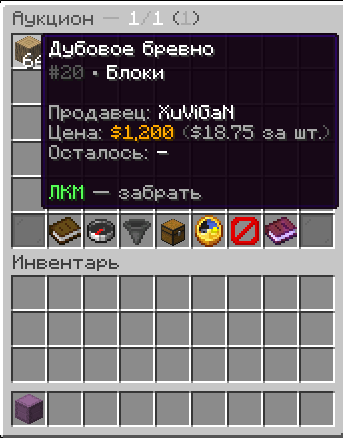 Аукцион — 1/1 (1)
64
Дубовое бревно
#20 • Блоки
Продавец: XuViGaN
Цена: $1,200 ($18.75 за шт.)
Осталось: —
ЛКМ — забрать
Инвентарь